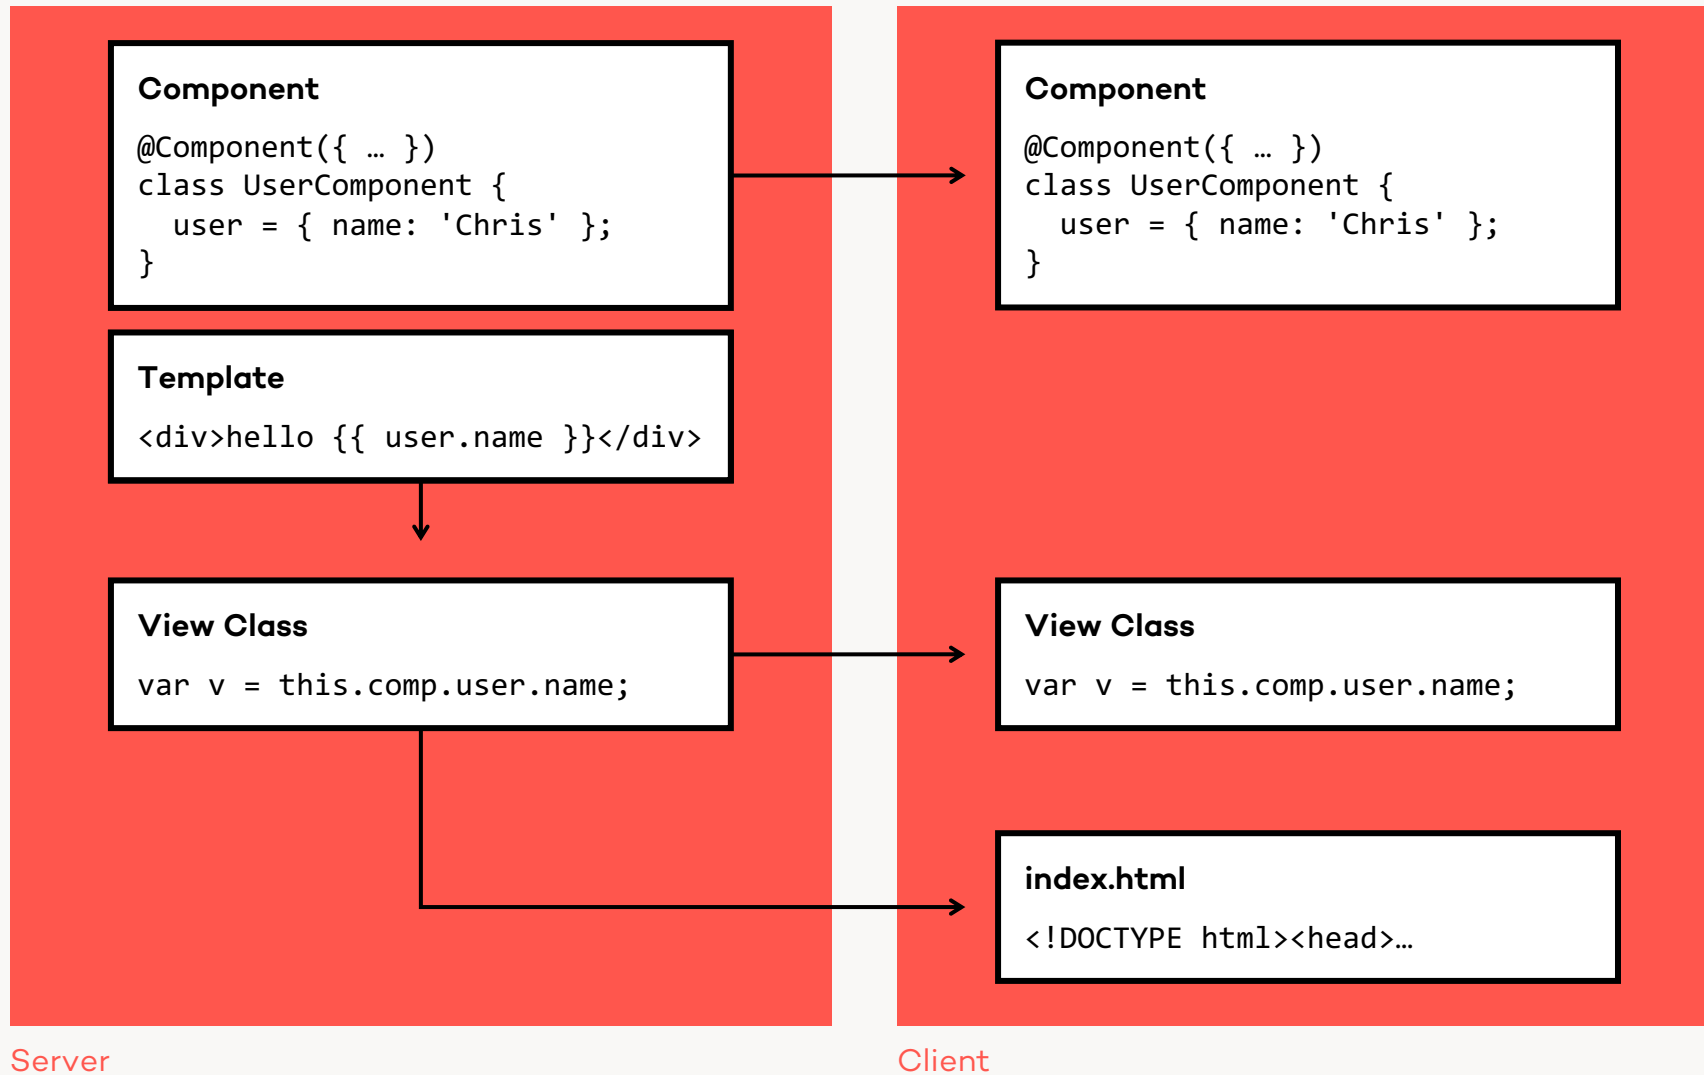 Component
@Component({ … })
class UserComponent {
  user = { name: 'Chris' };
}
Template
<div>hello {{ user.name }}</div>
View Class
var v = this.comp.user.name;
Server
Component
@Component({ … })
class UserComponent {
  user = { name: 'Chris' };
}
View Class
var v = this.comp.user.name;
index.html
<!DOCTYPE html><head>…
Client